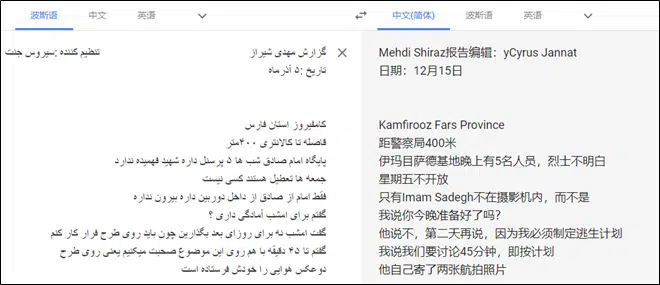 波斯语 中文 英语
中文(简体) 波斯语 英语
گزارش مهدی شیراز تنظیم کننده :سیروس جنت
تاریخ :۵ آذرماه
کامفیروز استان فارس
فاصله تا کالانتری ۴۰۰متر
پایگاه امام صادق شب ها ۵ پرسنل داره شهید فهمیده ندارد
جمعه ها تعطیل هستند کسی نیست
فقط امام از صادق از داخل دوربین داره بیرون نداره
گفتم برای امشب آمادگی داری ؟
گفت امشب نه برای روزای بعد بگذارین چون باید روی طرح فرار کار کنم
گفتم تا ۴۵ دقیقه با هم روی این موضوع صحبت میکنیم یعنی روی طرح
دوعکس هوایی را خودش فرستاده است
Mehdi Shiraz报告编辑：yCyrus Jannat
日期：12月15日
Kamfirooz Fars Province
距警察局400米
伊玛目萨德基地晚上有5名人员，烈士不明白
星期五不开放
只有Imam Sadegh不在摄影机内，而不是
我说你今晚准备好了吗？
他说不，第二天再说，因为我必须制定逃生计划
我说我们要讨论45分钟，即按计划
他自己寄了两张航拍照片